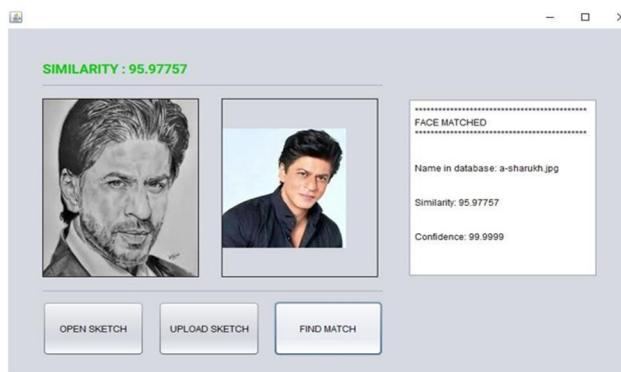 SIMILARITY : 95.97757
*******************************************
FACE MATCHED
*******************************************
Name in database: a-sharukh.jpg
Similarity: 95.97757
Confidence: 99.9999
OPEN SKETCH
UPLOAD SKETCH
FIND MATCH